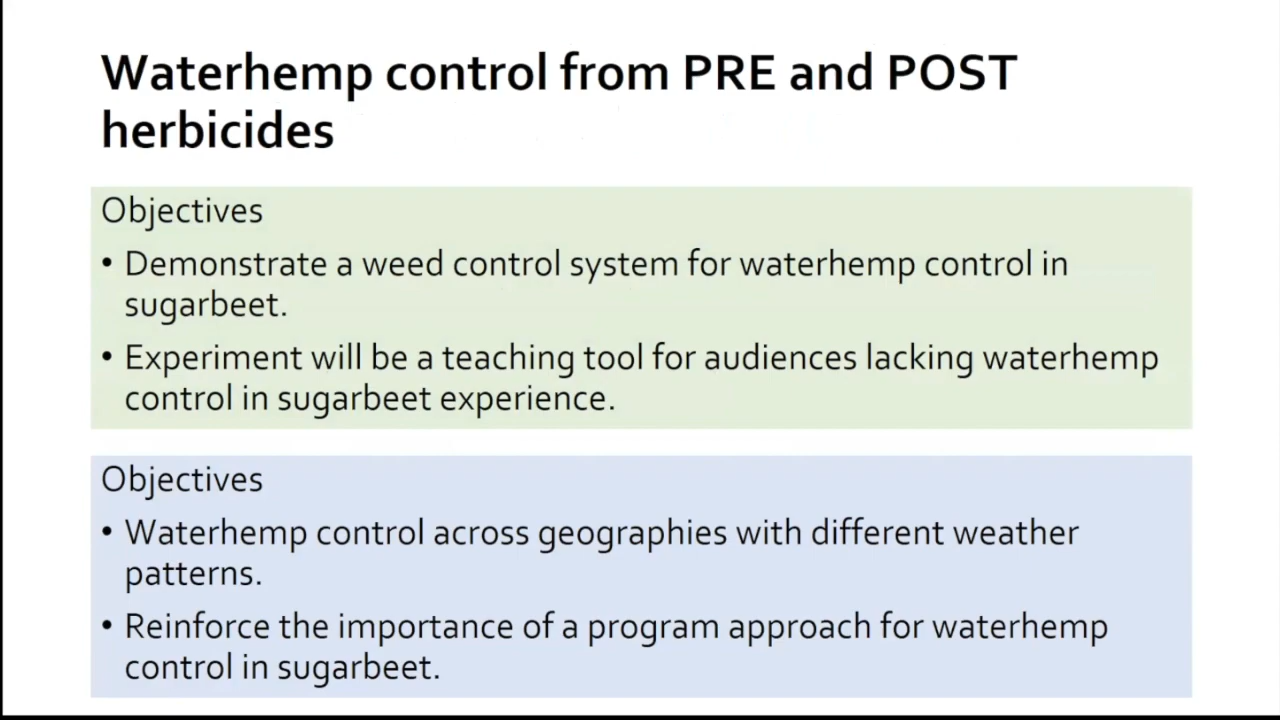 Waterhemp control from PRE and POST
herbicides
Objectives
• Demonstrate a weed control system for waterhemp control in
sugarbeet.
• Experiment will be a teaching tool for audiences lacking waterhemp
control in sugarbeet experience.
Objectives
• Waterhemp control across geographies with different weather
patterns.
• Reinforce the importance of a program approach for waterhemp
control in sugarbeet.